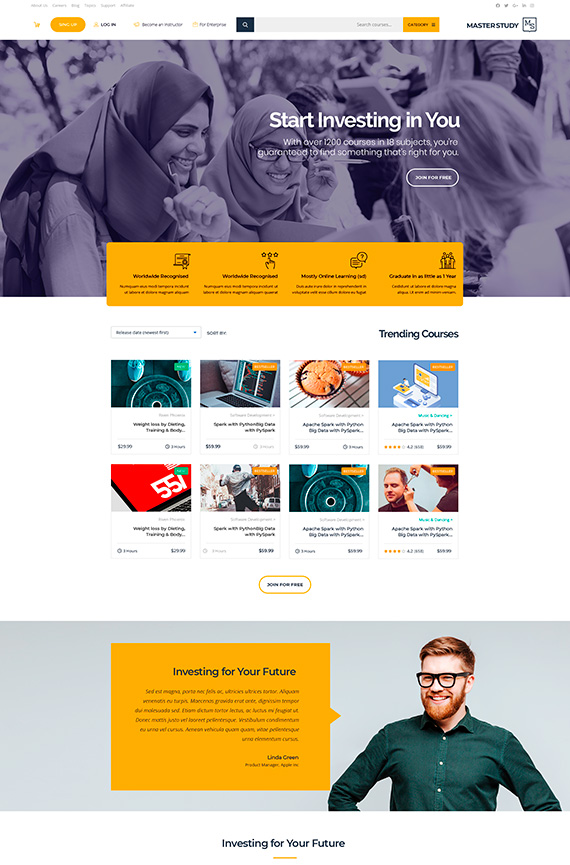 About us Careers Blog Topics Support Affiliate
SING UP LOG IN Become an Instructor For Enterprise Search courses... CATEGORY MASTERSTUDY MS
Start Investing in You
With over 1200 courses in 18 subjects, you're
guaranteed to find something that's right for you.
JOIN FOR FREE
Worldwide Recognised
Numquam eius modi tempora incidunt
ut labore et dolore magnam aliquam
Worldwide Recognised
Numquam eius modi tempora incidunt
ut labore et dolore magnam aliquam quaerat
Mostly Online Learning (sd)
Duis aute irure dolor in reprehenderit in
voluptate velit esse cillum dolore eu fugiat
Graduate in as little as 1 Year
Cididunt ut labore et dolore magna
aliqua. Ut enim ad minim veniam.
Release date (newest first) SORT BY: Trending Courses
NEW
Weight loss by Dieting,
Training & Body...
$29.99 3 Hours
BESTSELLER
Software Development >
Spark with PythonBig Data
with PySpark
$59.99 3 Hours
BESTSELLER
Software Development >
Apache Spark with Python
Big Data with PySpark...
$59.99 3 Hours
BESTSELLER
Music & Dancing >
Apache Spark with Python
Big Data with PySpark...
4,2 (658) $59.99
55/
NEW
Weight loss by Dieting,
Training & Body...
3 Hours $29.99
BESTSELLER
Software Development >
Spark with PythonBig Data
with PySpark
3 Hours $59.99
BESTSELLER
Software Development >
Apache Spark with Python
Big Data with PySpark...
3 Hours $59.99
BESTSELLER
Music & Dancing >
Apache Spark with Python
Big Data with PySpark...
4,2 (658) $59.99
JOIN FOR FREE
Investing for Your Future
Sed est magna, porta nec felis ac, ultricies ultrices tortor. Aliquam
venenatis eu turpis. Marcenas gravida erat ante, dignissim tempor
dui malesuada sed. Etiam dictum tortor lectus, ac luctus mi feugiat ut.
Donec mattis justo vel laoreet pellentesque. Vestibulum condimentum
eu urna vel cursus. Aenean vehicula quam quam, vitae pellentesque
urna elementum cursus.
Linda Green
Product Manager, Apple Inc
Investing for Your Future